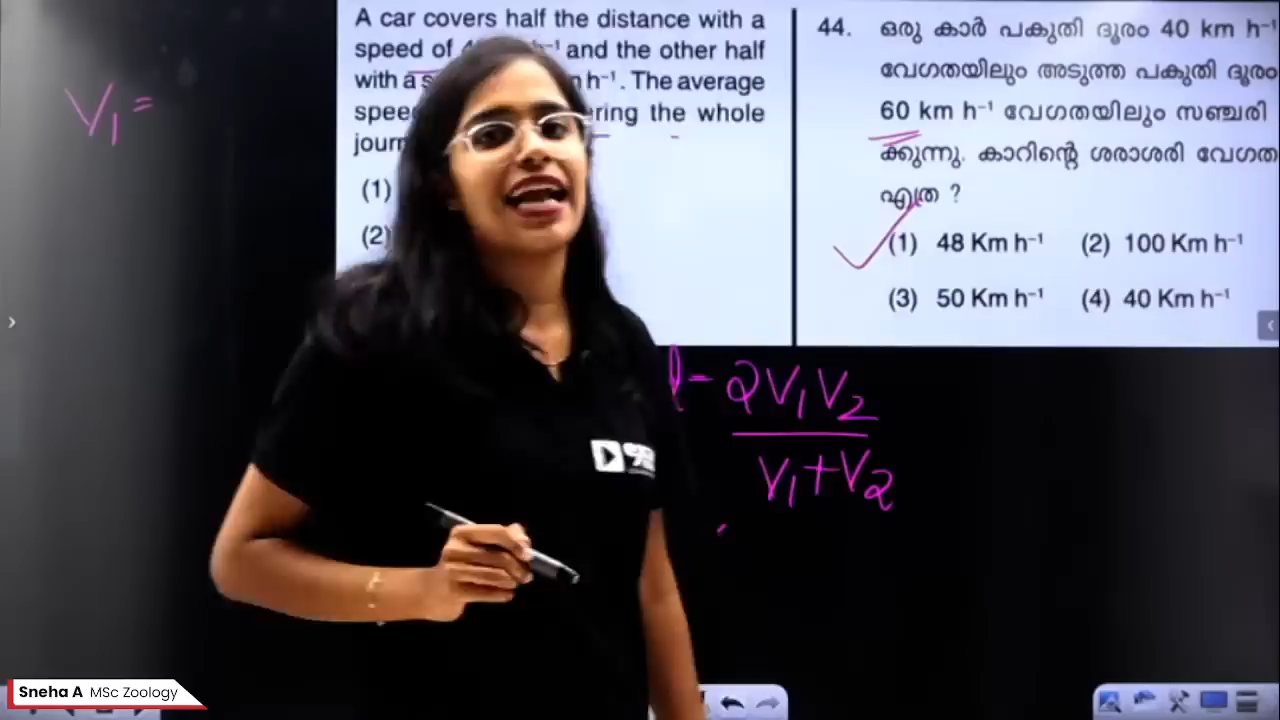 A car covers half the distance with a
speed of h⁻¹ and the other half
with a h⁻¹. The average
the whole
(1)
(2)
44. ഒരു കാർ പകുതി ദൂരം 40 km h⁻¹
വേഗതയിലും അടുത്ത പകുതി ദൂരം
60 km h⁻¹ വേഗതയിലും സഞ്ചരി
ക്കുന്നു. കാറിന്റെ ശരാശരി വേഗത
എത്ര ?
(1) 48 Km h⁻¹ (2) 100 Km h⁻¹
(3) 50 Km h⁻¹ (4) 40 Km h⁻¹
V₁ =
= 2V₁V₂
V₁+V₂
Sneha A MSc Zoology